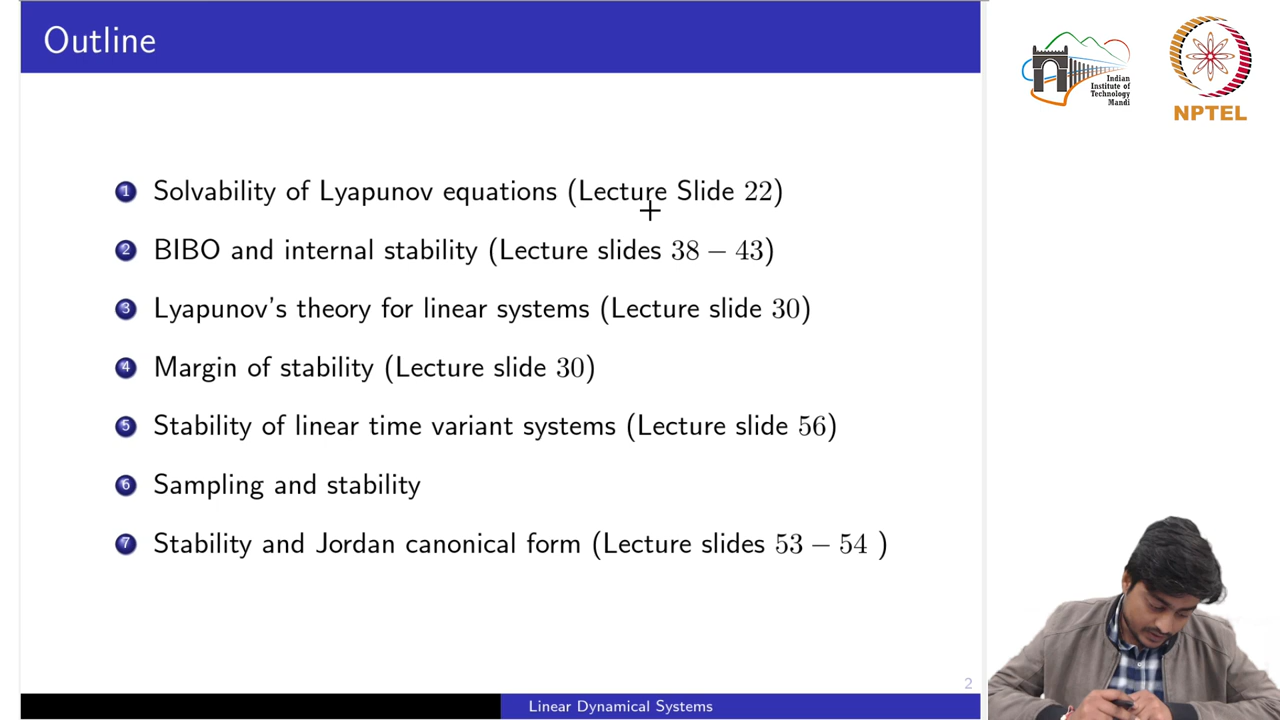 Outline
1 Solvability of Lyapunov equations (Lecture Slide 22)
2 BIBO and internal stability (Lecture slides 38 – 43)
3 Lyapunov's theory for linear systems (Lecture slide 30)
4 Margin of stability (Lecture slide 30)
5 Stability of linear time variant systems (Lecture slide 56)
6 Sampling and stability
7 Stability and Jordan canonical form (Lecture slides 53 – 54 )
2
Linear Dynamical Systems
Indian
Institute of
Technology
Mandi
NPTEL